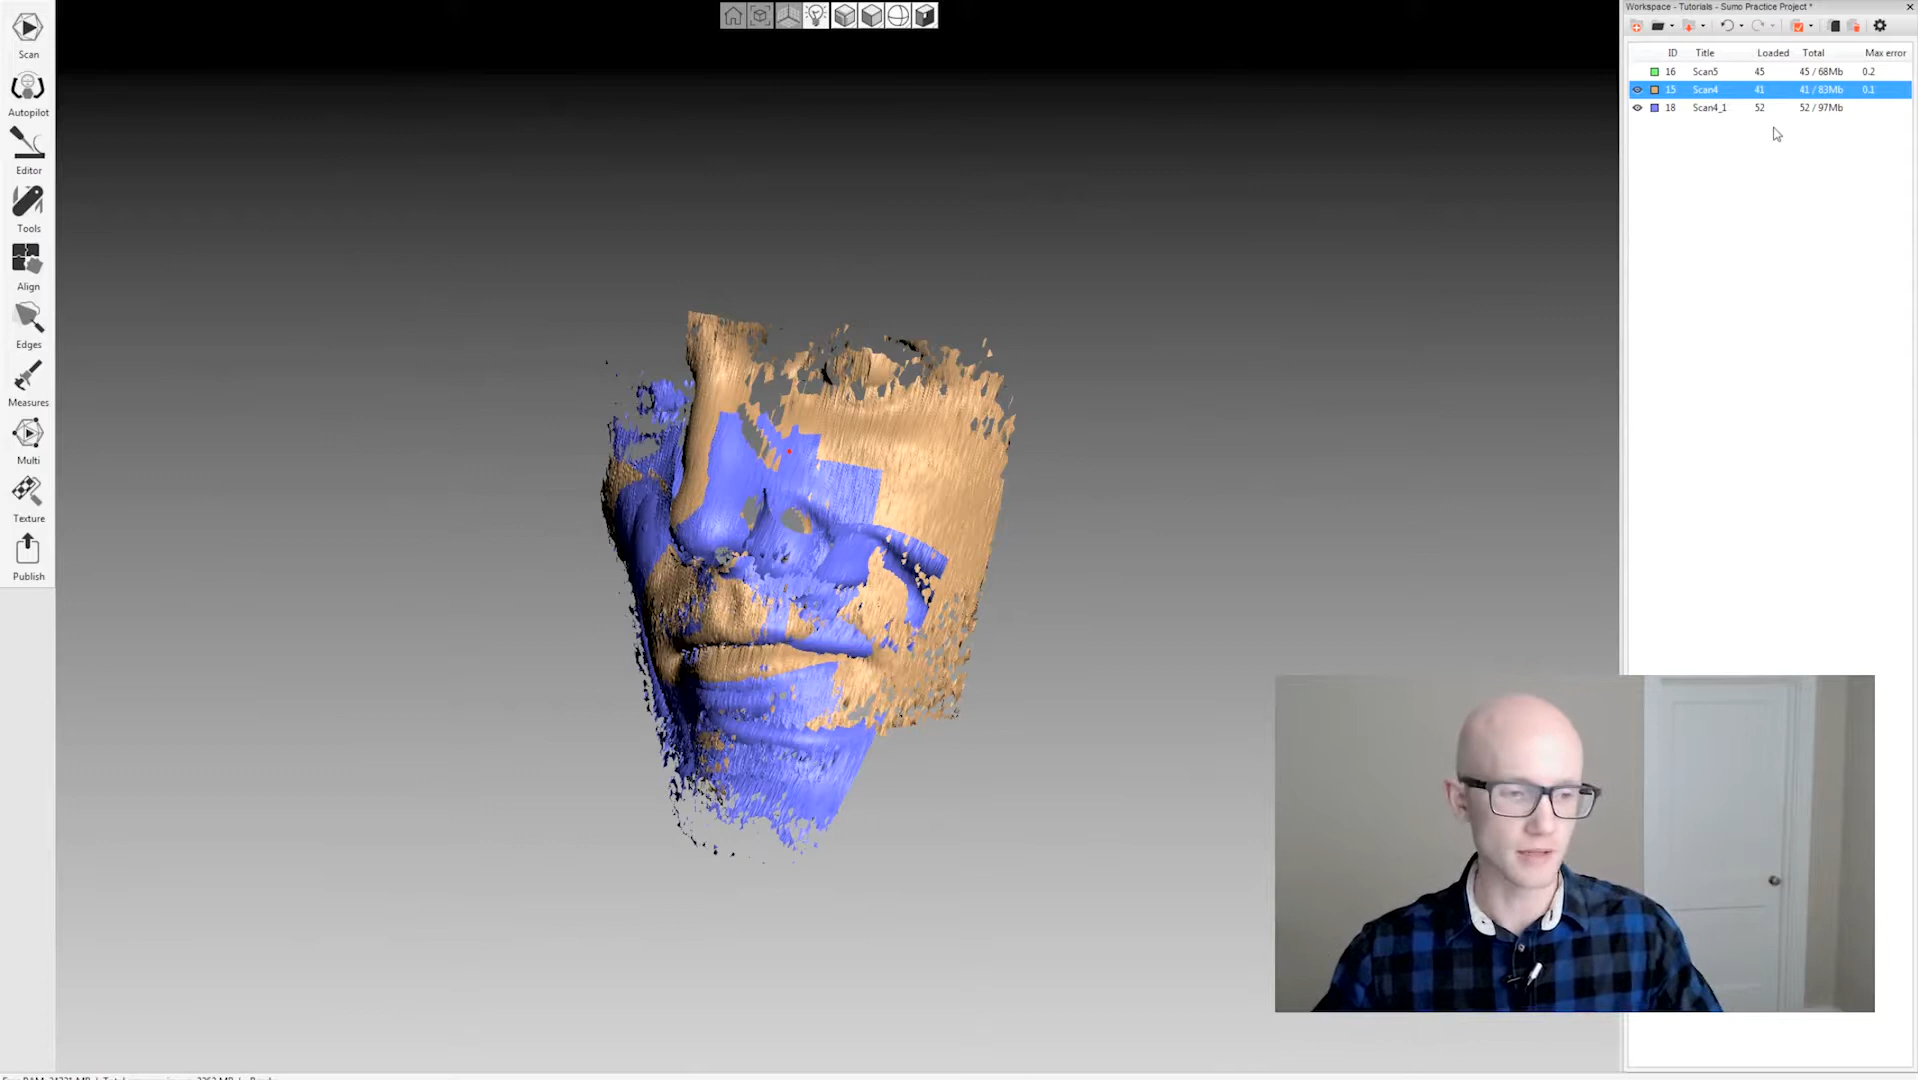 Workspace - Tutorials - Sumo Practice Project *
ID Title Loaded Total Max error
16 Scan5 45 45 / 68Mb 0.2
15 Scan4 41 41 / 83Mb 0.1
18 Scan4_1 52 52 / 97Mb
Scan
Autopilot
Editor
Tools
Align
Edges
Measures
Multi
Texture
Publish